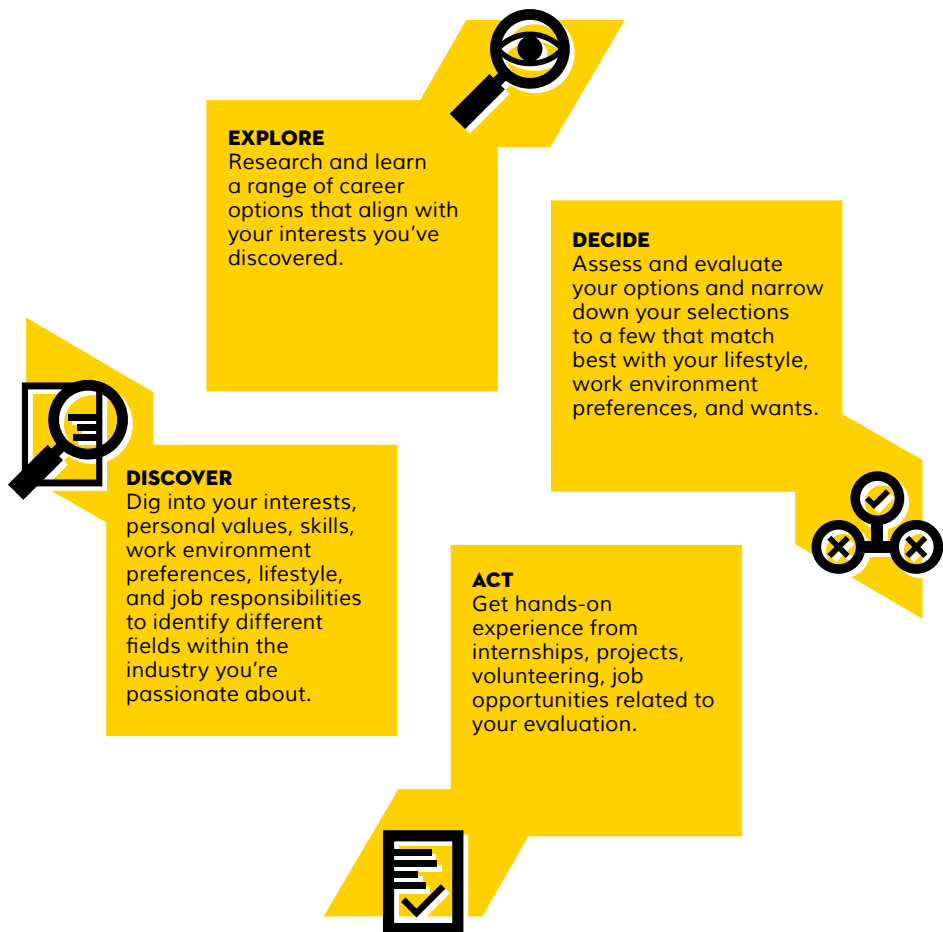 EXPLORE
Research and learn
a range of career
options that align with
your interests you’ve
discovered.
DECIDE
Assess and evaluate
your options and narrow
down your selections
to a few that match
best with your lifestyle,
work environment
preferences, and wants.
DISCOVER
Dig into your interests,
personal values, skills,
work environment
preferences, lifestyle,
and job responsibilities
to identify different
fields within the
industry you’re
passionate about.
ACT
Get hands-on
experience from
internships, projects,
volunteering, job
opportunities related to
your evaluation.